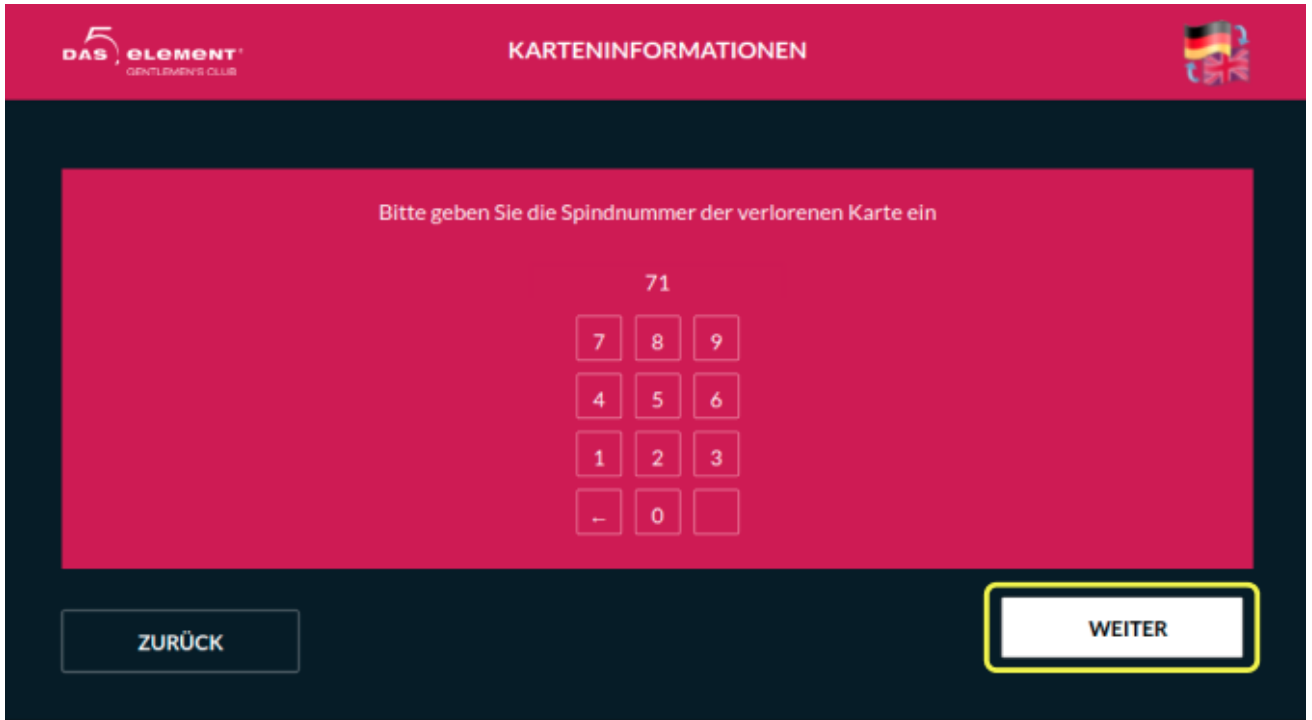 DAS 5 ELEMENT
GENTLEMEN'S CLUB
KARTENINFORMATIONEN
Bitte geben Sie die Spindnummer der verlorenen Karte ein
71
7 8 9
4 5 6
1 2 3
← 0
ZURÜCK
WEITER